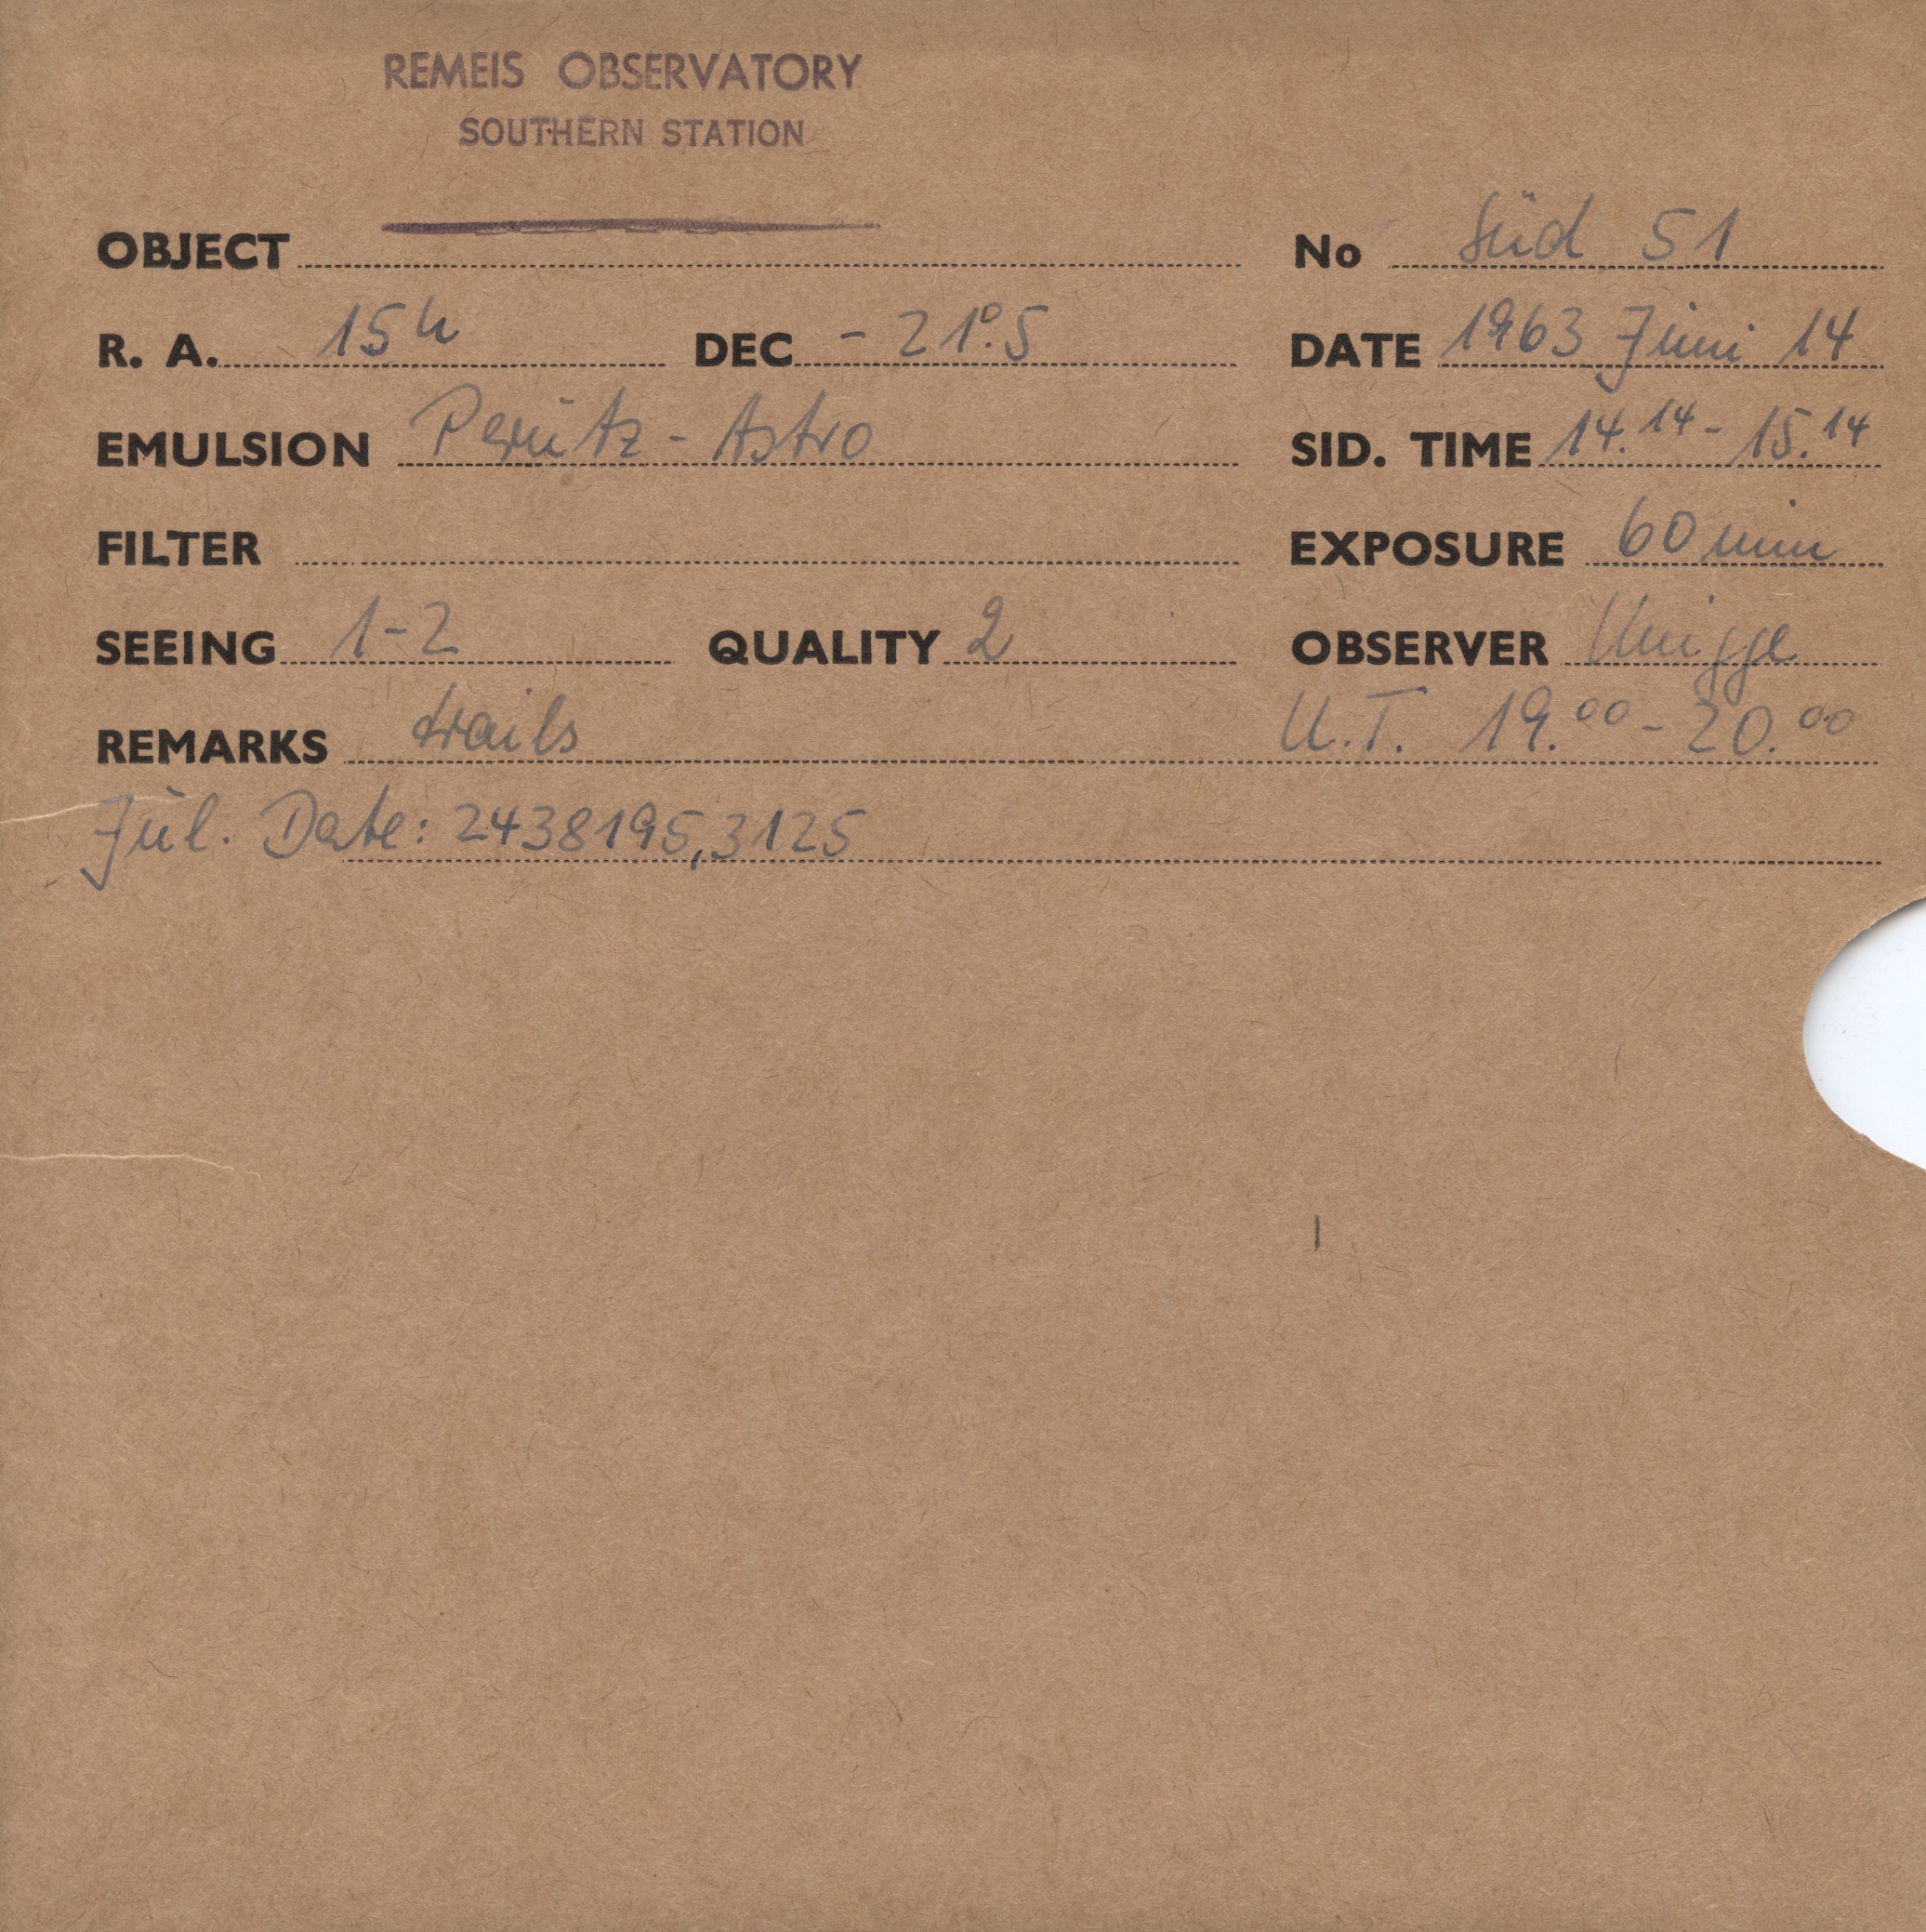 REMEIS OBSERVATORY
SOUTHERN STATION
OBJECT No Süd 51
R. A. 15h DEC - 21°.5 DATE 1963 Juni 14
EMULSION Perutz - Astro SID. TIME 14.14 - 15.14
FILTER EXPOSURE 60 min
SEEING 1-2 QUALITY 2 OBSERVER Knigge
REMARKS trails U.T. 19.00 - 20.00
Jul. Date: 2438195,3125